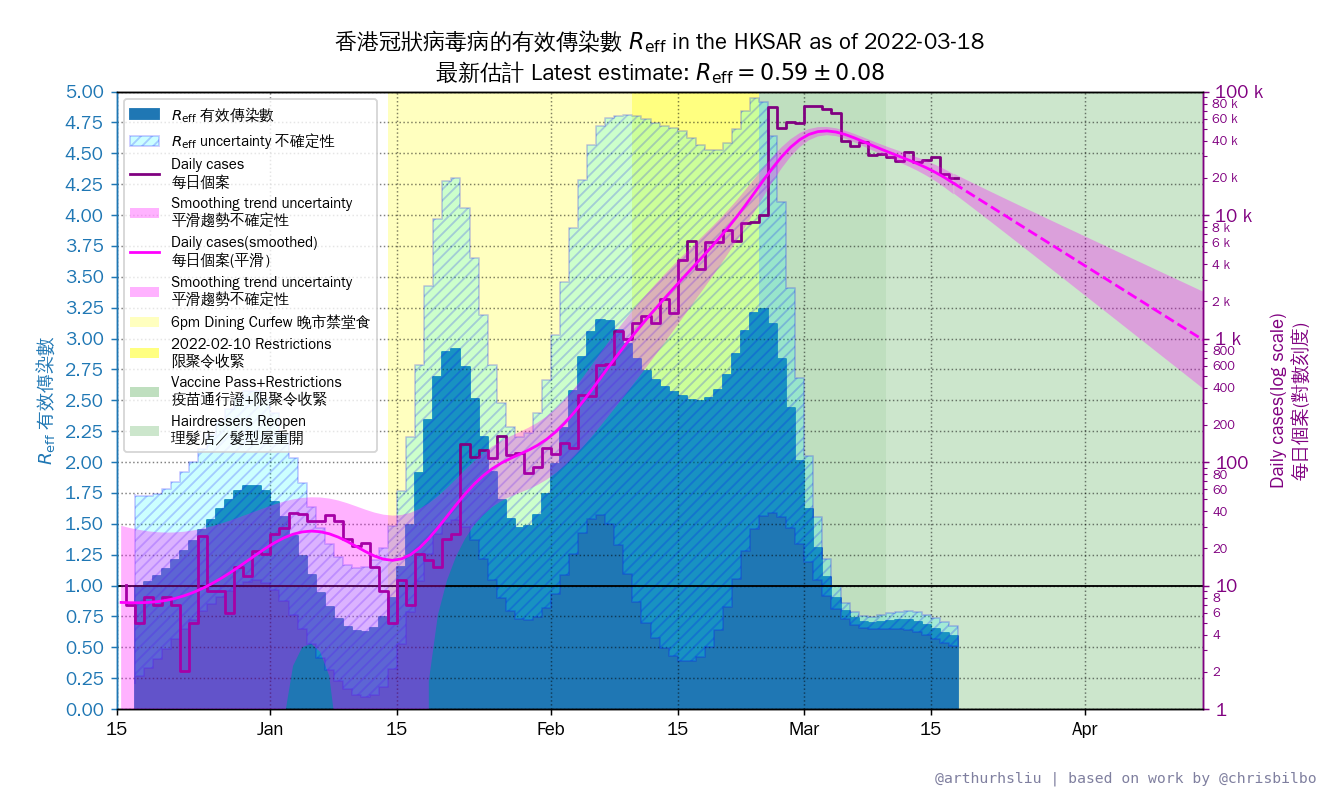 香港冠狀病毒病的有效傳染數 Reff in the HKSAR as of 2022-03-18
最新估計 Latest estimate: Reff = 0.59 ± 0.08
Reff 有效傳染數
Reff uncertainty 不確定性
Daily cases
每日個案
Smoothing trend uncertainty
平滑趨勢不確定性
Daily cases(smoothed)
每日個案(平滑）
Smoothing trend uncertainty
平滑趨勢不確定性
6pm Dining Curfew 晚市禁堂食
2022-02-10 Restrictions
限聚令收緊
Vaccine Pass+Restrictions
疫苗通行證+限聚令收緊
Hairdressers Reopen
理髮店／髮型屋重開
Reff 有效傳染數
5.00
4.75
4.50
4.25
4.00
3.75
3.50
3.25
3.00
2.75
2.50
2.25
2.00
1.75
1.50
1.25
1.00
0.75
0.50
0.25
0.00
15
Jan
15
Feb
15
Mar
15
Apr
100 k
80 k
60 k
40 k
20 k
10 k
8 k
6 k
4 k
2 k
1 k
800
600
400
200
100
80
60
40
20
10
8
6
4
2
1
Daily cases(log scale)
每日個案(對數刻度)
@arthurhsliu | based on work by @chrisbilbo